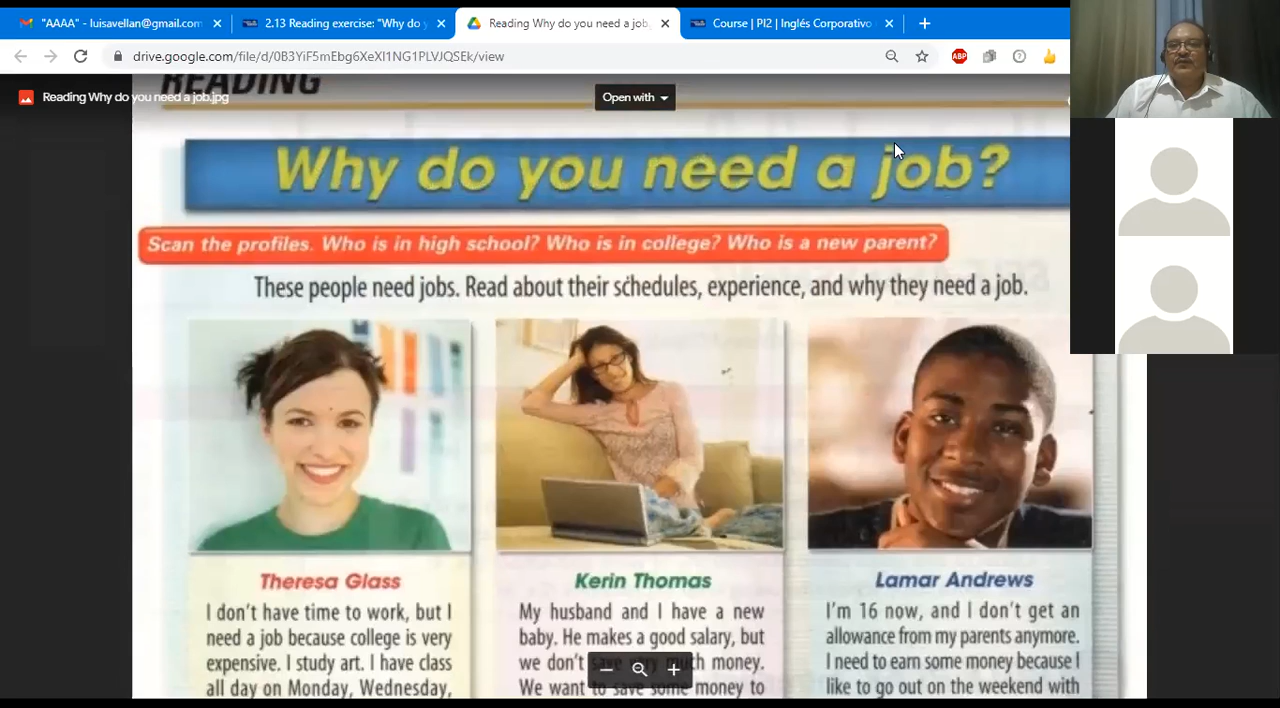 "AAAA" - luisavellan@gmail.com
2.13 Reading exercise: "Why do y
Reading Why do you need a job.
Course | PI2 | Inglés Corporativo
drive.google.com/file/d/0B3YiF5mEbg6XeXl1NG1PLVJQSEk/view
ABP
READING
Reading Why do you need a job.jpg
Open with
Why do you need a job?
Scan the profiles. Who is in high school? Who is in college? Who is a new parent?
These people need jobs. Read about their schedules, experience, and why they need a job.
Theresa Glass
I don't have time to work, but I
need a job because college is very
expensive. I study art. I have class
all day on Monday, Wednesday,
Kerin Thomas
My husband and I have a new
baby. He makes a good salary, but
we don't save very much money.
We want to save some money to
Lamar Andrews
I'm 16 now, and I don't get an
allowance from my parents anymore.
I need to earn some money because I
like to go out on the weekend with